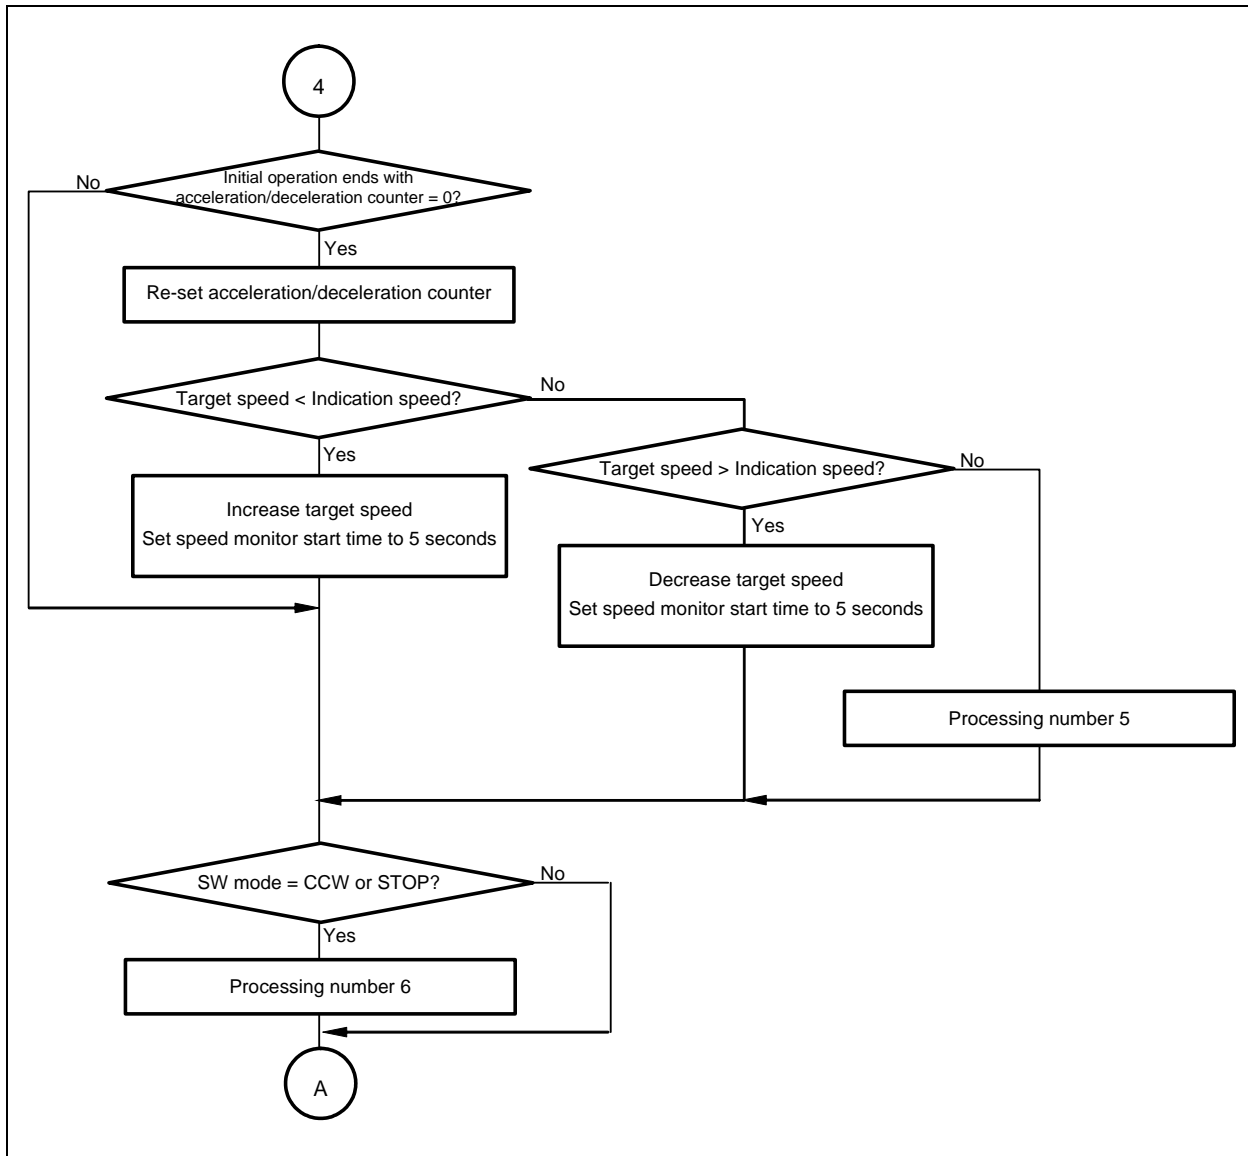 4
Initial operation ends with
acceleration/deceleration counter = 0?
No
Yes
Re-set acceleration/deceleration counter
Target speed < Indication speed?
No
Yes
Target speed > Indication speed?
No
Increase target speed
Set speed monitor start time to 5 seconds
Yes
Decrease target speed
Set speed monitor start time to 5 seconds
Processing number 5
SW mode = CCW or STOP?
No
Yes
Processing number 6
A